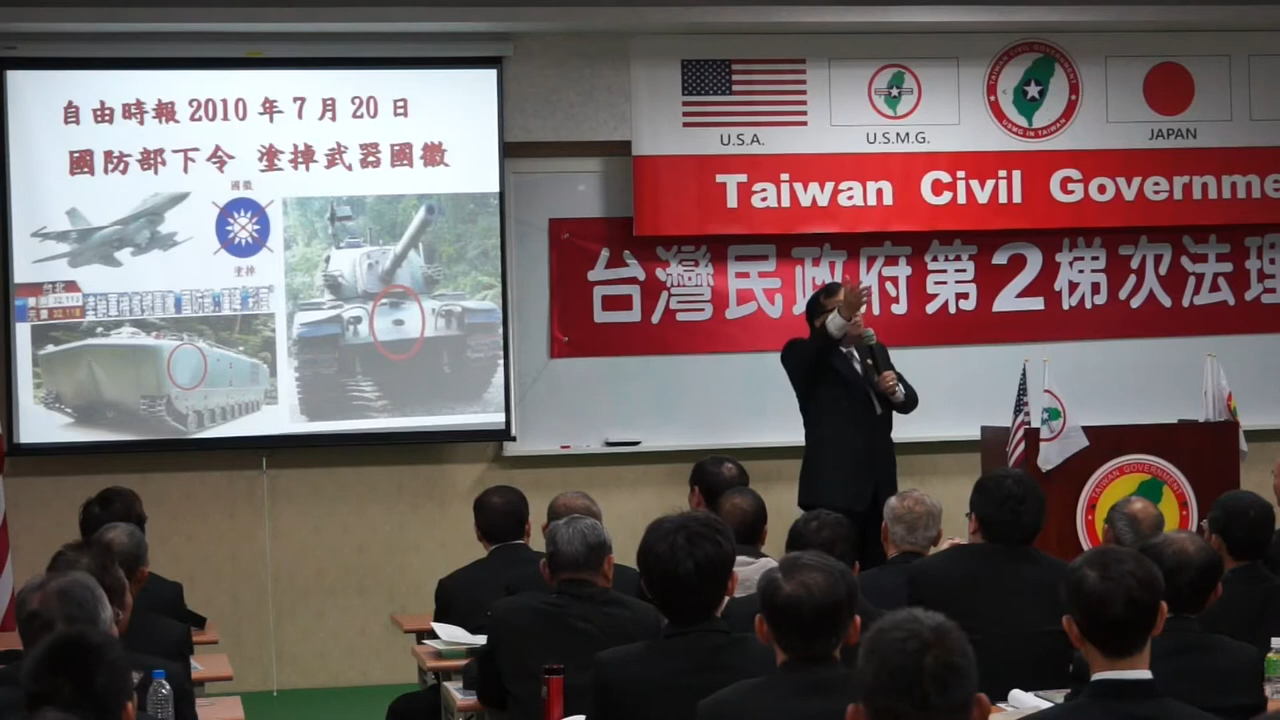 自由時報 2010 年 7 月 20 日
國防部下令 塗掉武器國徽
國徽
塗掉
台北
U.S.A.
U.S.M.G.
TAIWAN CIVIL GOVERNMENT
USMG IN TAIWAN
JAPAN
Taiwan Civil Governme
台灣民政府第2梯次法理
TAIWAN GOVERNMENT